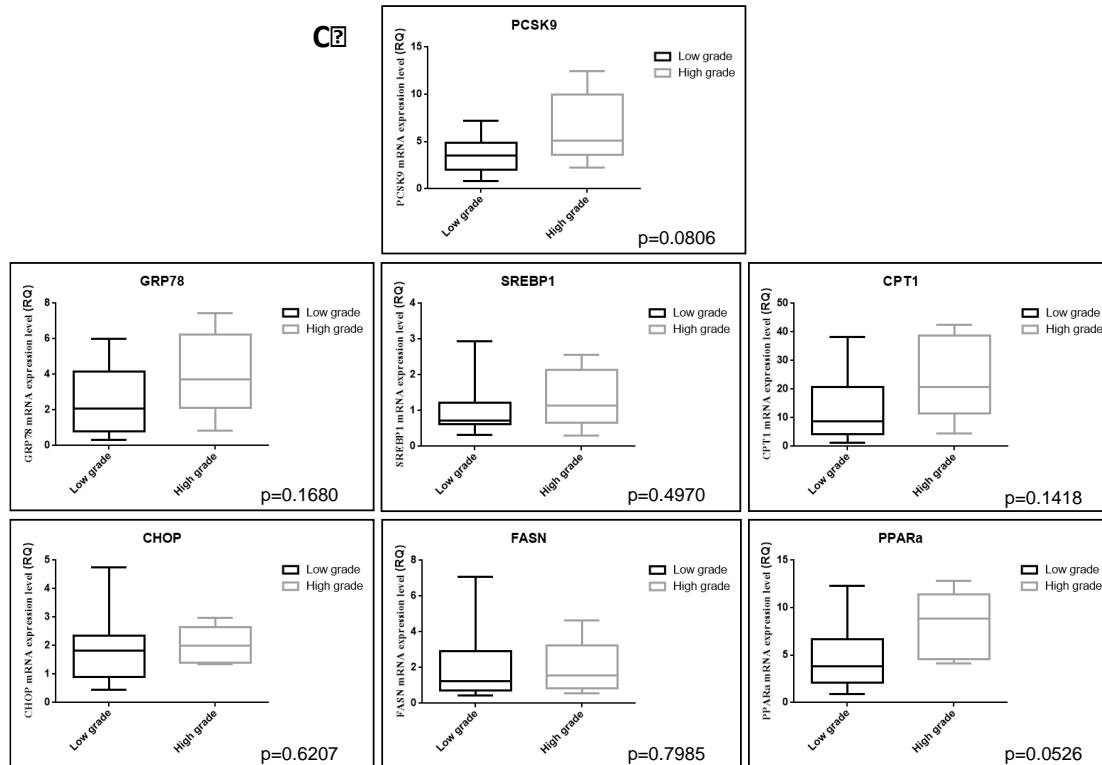 C
PCSK9
PCSK9 mRNA expression level (RQ)
15
10
5
0
Low grade
High grade
Low grade
High grade
p=0.0806
GRP78
GRP78 mRNA expression level (RQ)
8
6
4
2
0
Low grade
High grade
Low grade
High grade
p=0.1680
SREBP1
SREBP1 mRNA expression level (RQ)
4
3
2
1
0
Low grade
High grade
Low grade
High grade
p=0.4970
CPT1
CPT1 mRNA expression level (RQ)
50
40
30
20
10
0
Low grade
High grade
Low grade
High grade
p=0.1418
CHOP
CHOP mRNA expression level (RQ)
5
4
3
2
1
0
Low grade
High grade
Low grade
High grade
p=0.6207
FASN
FASN mRNA expression level (RQ)
8
6
4
2
0
Low grade
High grade
Low grade
High grade
p=0.7985
PPARa
PPARa mRNA expression level (RQ)
15
10
5
0
Low grade
High grade
Low grade
High grade
p=0.0526